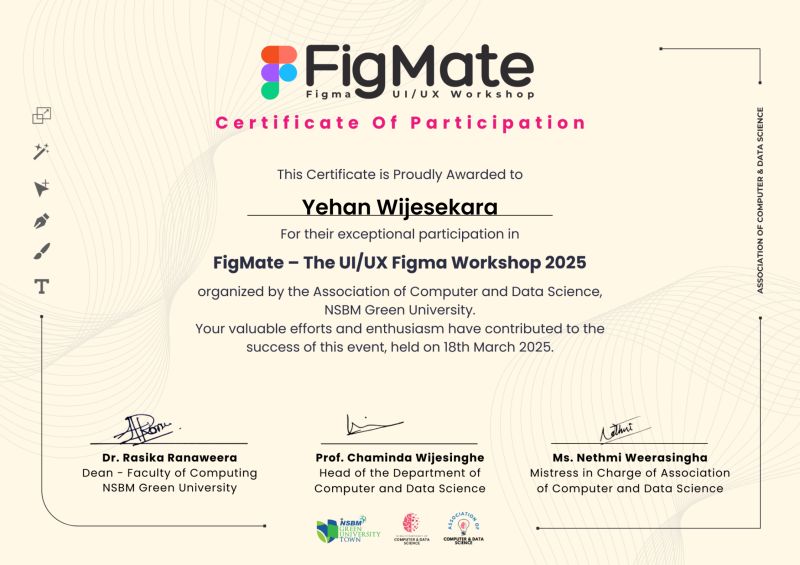 FigMate
Figma UI/UX Workshop
Certificate Of Participation
This Certificate is Proudly Awarded to
Yehan Wijesekara
For their exceptional participation in
FigMate – The UI/UX Figma Workshop 2025
organized by the Association of Computer and Data Science,
NSBM Green University.
Your valuable efforts and enthusiasm have contributed to the
success of this event, held on 18th March 2025.
ASSOCIATION OF COMPUTER & DATA SCIENCE
T
Nethmi
Dr. Rasika Ranaweera
Dean - Faculty of Computing
NSBM Green University
Prof. Chaminda Wijesinghe
Head of the Department of
Computer and Data Science
Ms. Nethmi Weerasingha
Mistress in Charge of Association
of Computer and Data Science
NSBM
GREEN
UNIVERSITY
TOWN
COMPUTER & DATA
SCIENCE
ASSOCIATION OF
COMPUTER & DATA
SCIENCE